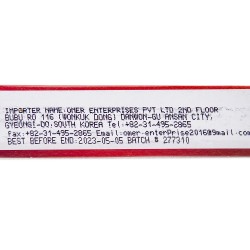 IMPORTER NAME:OMER ENTERPRISES PVT LTD 2ND FLOOR
BUBU RO 116 (WONKUK DONG) DANWON-GU ANSAN CITY,
GYEONGI-DO,SOUTH KOREA Tel:+82-31-495-2865
Fax:+82-31-495-2865 Email:omer-enterPrise2016@gmail.com
BEST BEFORE END:2023-05-05 BATCH # 277310